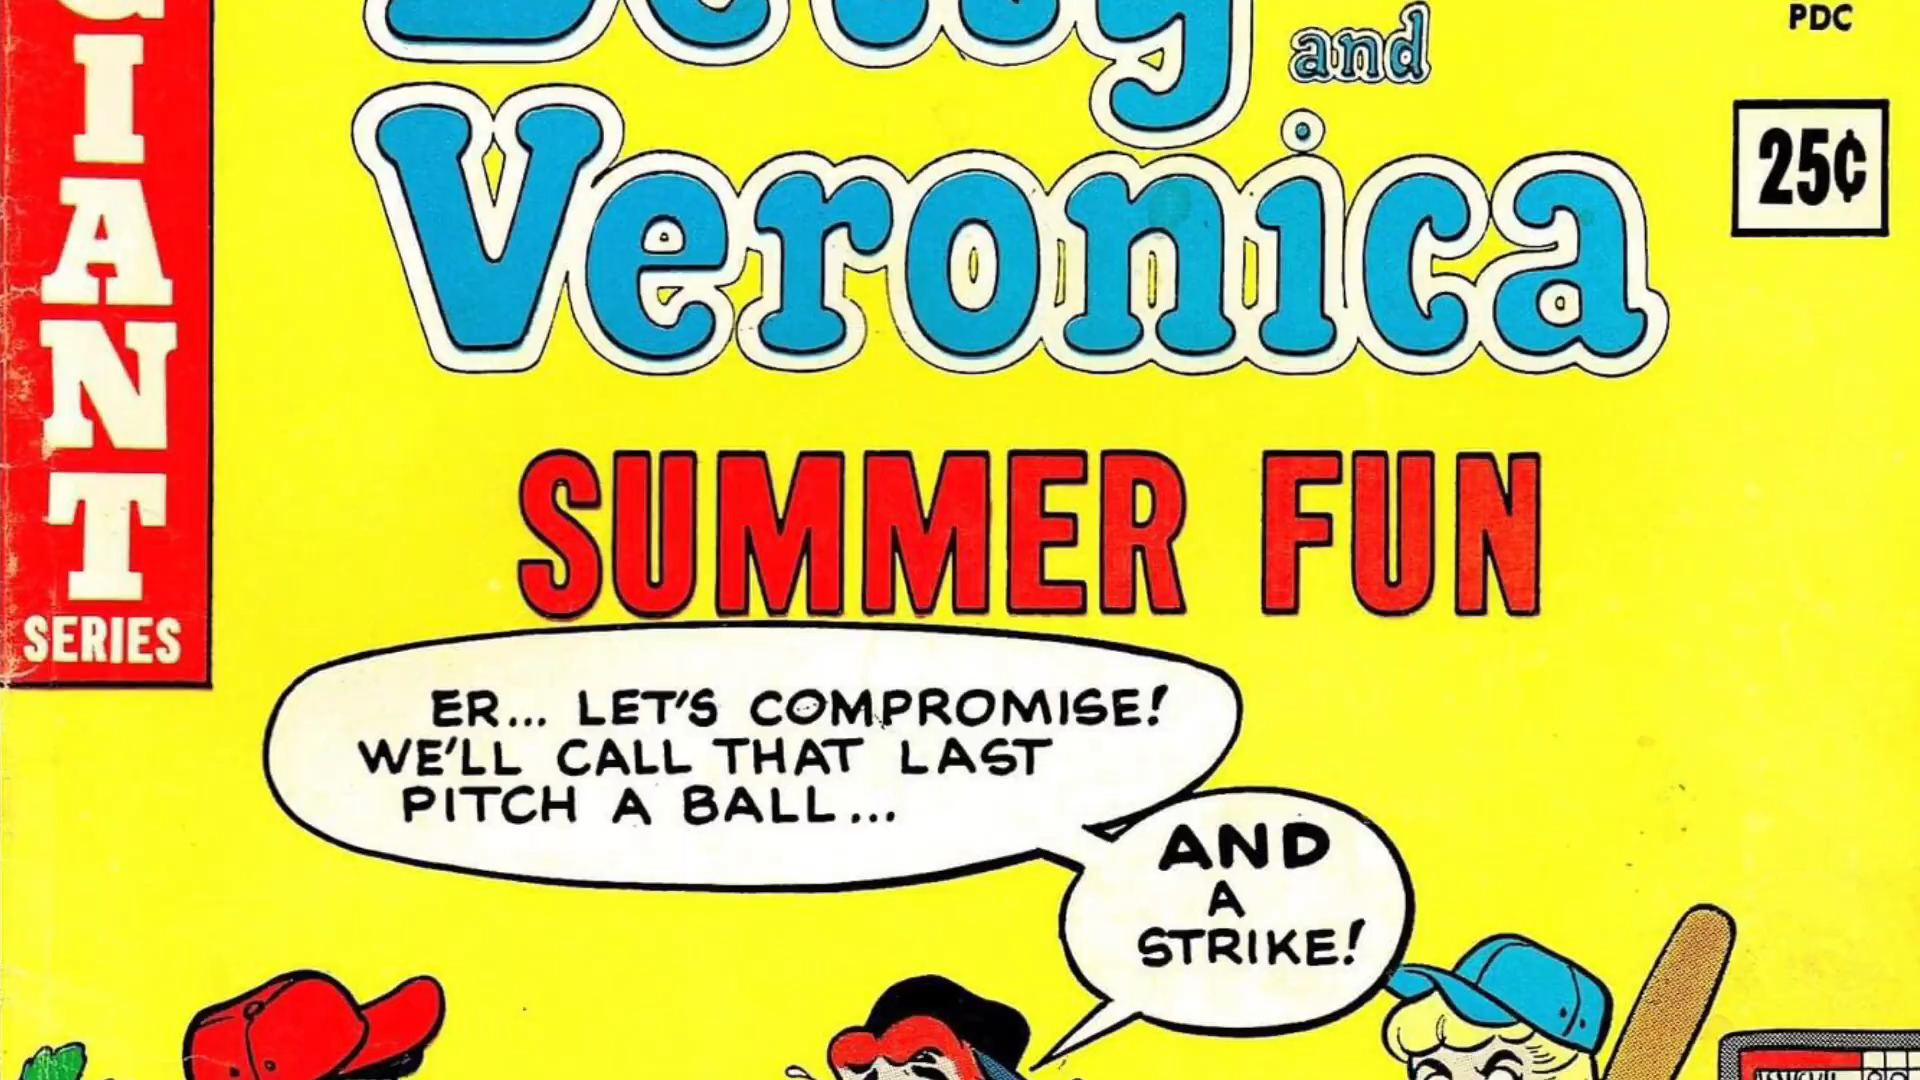 GIANT
SERIES
Betty
and
Veronica
PDC
25¢
SUMMER FUN
ER... LET'S COMPROMISE!
WE'LL CALL THAT LAST
PITCH A BALL...
AND
A
STRIKE!